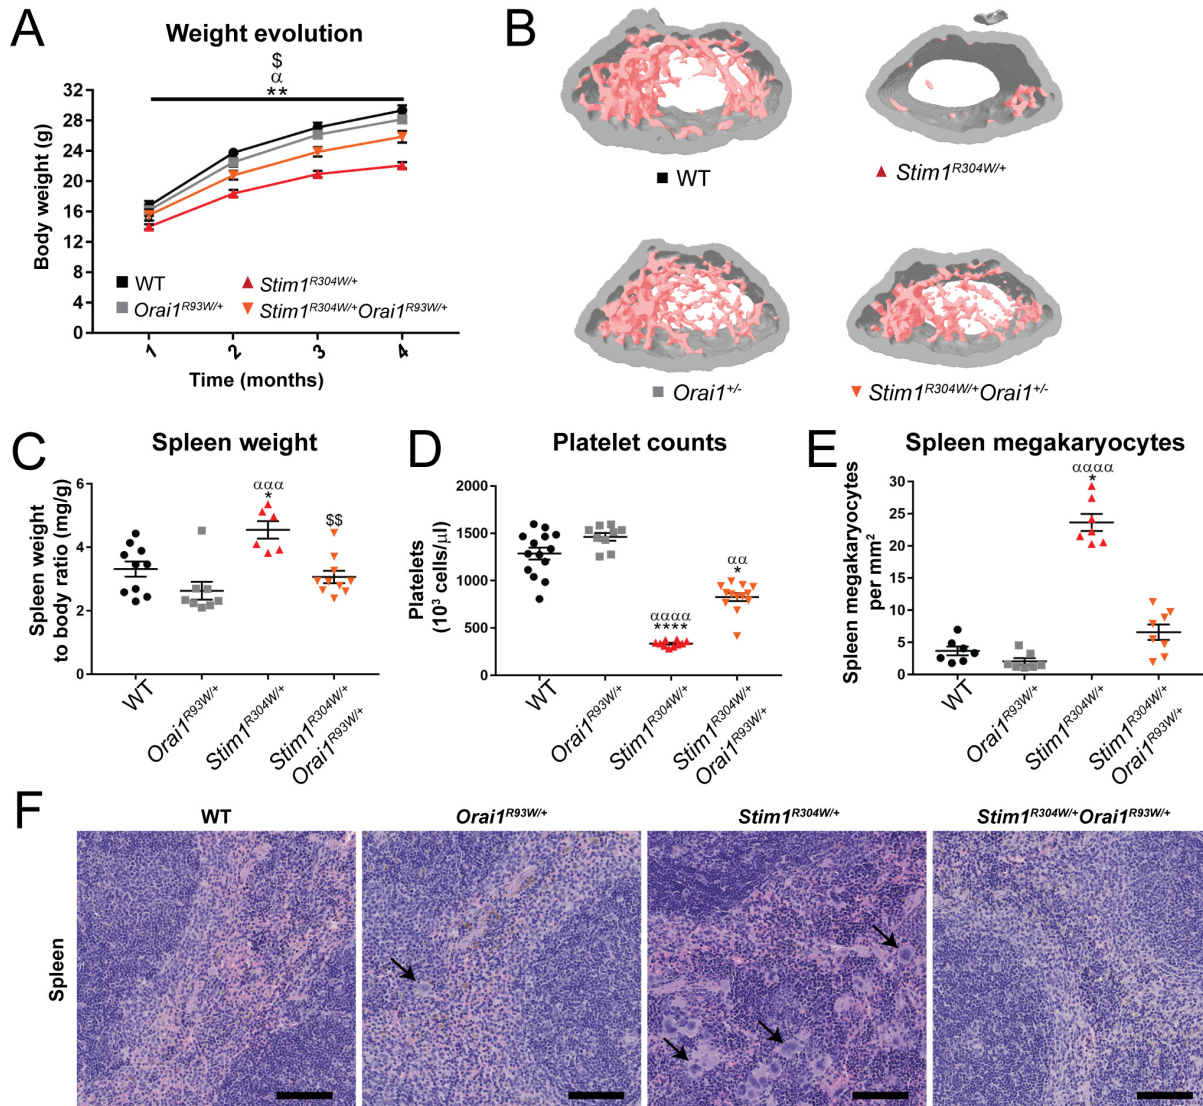 A
Weight evolution
$
α
**
Body weight (g)
32
28
24
20
16
12
8
4
0
WT
Orai1R93W/+
Stim1R304W/+
Stim1R304W/+Orai1R93W/+
1 2 3 4
Time (months)
B
WT
Stim1R304W/+
Orai1+/-
Stim1R304W/+Orai1+/-
C
Spleen weight
Spleen weight
to body ratio (mg/g)
6
4
2
0
ααα
*
$$
WT
Orai1R93W/+
Stim1R304W/+
Stim1R304W/+
Orai1R93W/+
D
Platelet counts
Platelets
(10³ cells/µl)
2000
1500
1000
500
0
αααα
****
αα
*
WT
Orai1R93W/+
Stim1R304W/+
Stim1R304W/+
Orai1R93W/+
E
Spleen megakaryocytes
Spleen megakaryocytes
per mm²
30
25
20
15
10
5
0
αααα
*
WT
Orai1R93W/+
Stim1R304W/+
Stim1R304W/+
Orai1R93W/+
F
WT
Orai1R93W/+
Stim1R304W/+
Stim1R304W/+Orai1R93W/+
Spleen